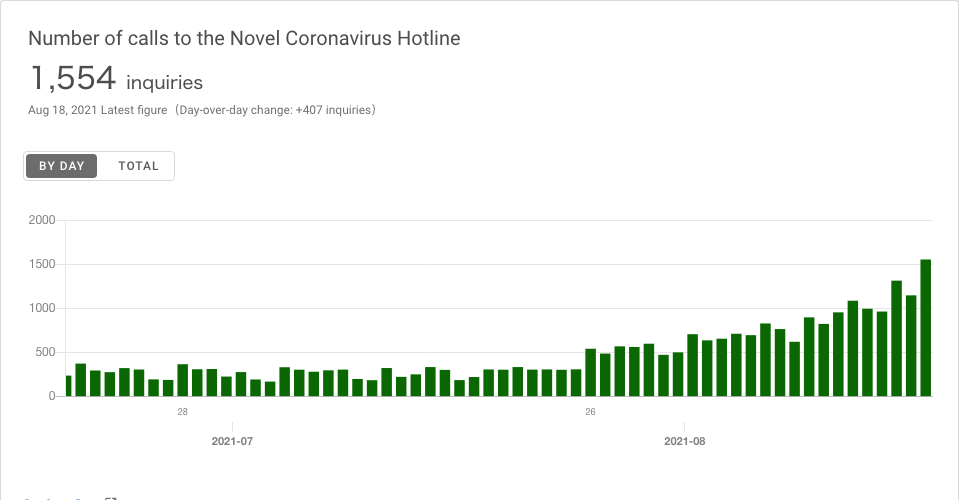 Number of calls to the Novel Coronavirus Hotline
1,554 inquiries
Aug 18, 2021 Latest figure（Day-over-day change: +407 inquiries）
BY DAY TOTAL
2000
1500
1000
500
0
28 26
2021-07 2021-08